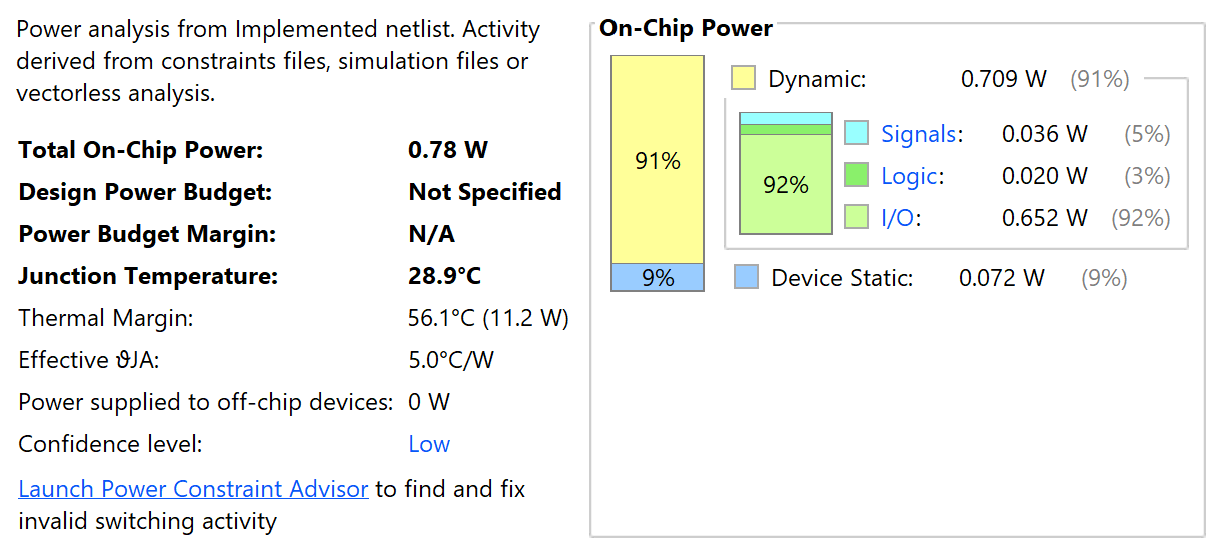 Power analysis from Implemented netlist. Activity
derived from constraints files, simulation files or
vectorless analysis.
Total On-Chip Power: 0.78 W
Design Power Budget: Not Specified
Power Budget Margin: N/A
Junction Temperature: 28.9°C
Thermal Margin: 56.1°C (11.2 W)
Effective ϑJA: 5.0°C/W
Power supplied to off-chip devices: 0 W
Confidence level: Low
Launch Power Constraint Advisor to find and fix
invalid switching activity
On-Chip Power
91%
9%
Dynamic: 0.709 W (91%)
92%
Signals: 0.036 W (5%)
Logic: 0.020 W (3%)
I/O: 0.652 W (92%)
Device Static: 0.072 W (9%)